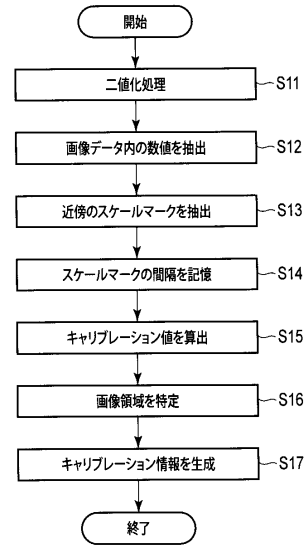 開始
二値化処理 S11
画像データ内の数値を抽出 S12
近傍のスケールマークを抽出 S13
スケールマークの間隔を記憶 S14
キャリブレーション値を算出 S15
画像領域を特定 S16
キャリブレーション情報を生成 S17
終了